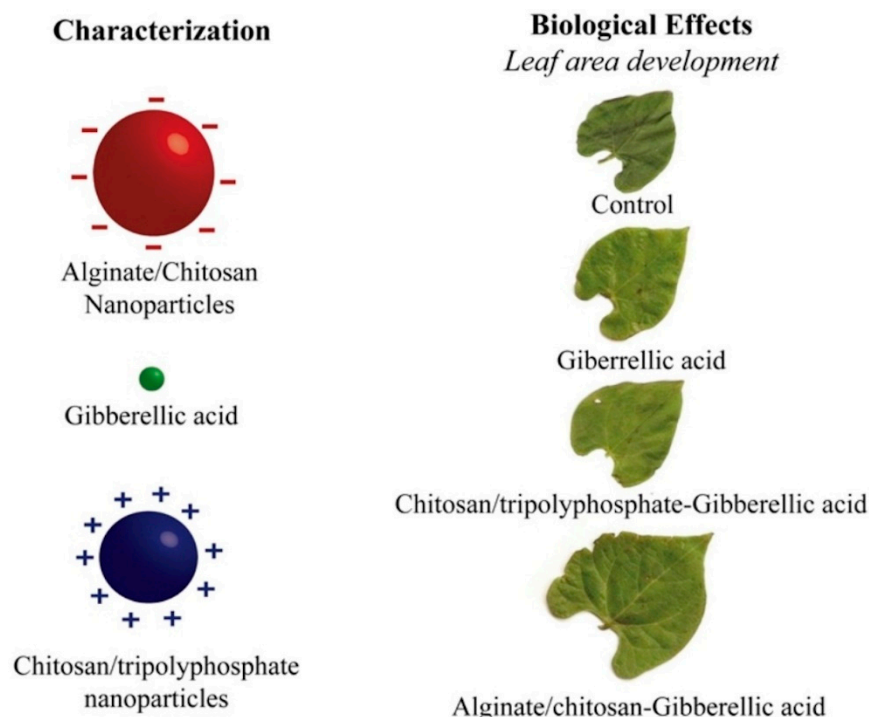 Characterization
Alginate/Chitosan
Nanoparticles
Gibberellic acid
Chitosan/tripolyphosphate
nanoparticles
Biological Effects
Leaf area development
Control
Giberrellic acid
Chitosan/tripolyphosphate-Gibberellic acid
Alginate/chitosan-Gibberellic acid